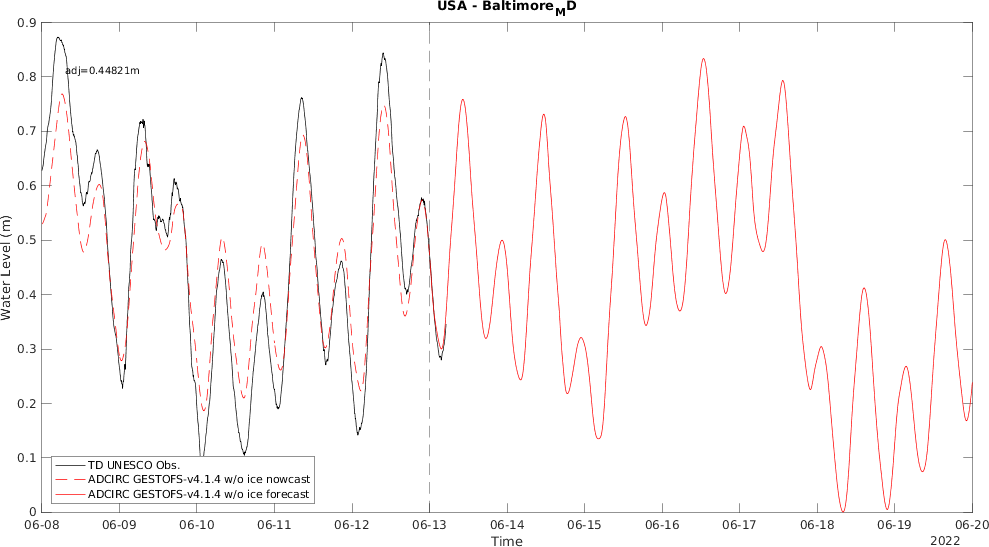 USA - Baltimore_MD
adj=0.44821m
Water Level (m)
0.9
0.8
0.7
0.6
0.5
0.4
0.3
0.2
0.1
0
TD UNESCO Obs.
ADCIRC GESTOFS-v4.1.4 w/o ice nowcast
ADCIRC GESTOFS-v4.1.4 w/o ice forecast
06-08 06-09 06-10 06-11 06-12 06-13 06-14 06-15 06-16 06-17 06-18 06-19 06-20
Time
2022